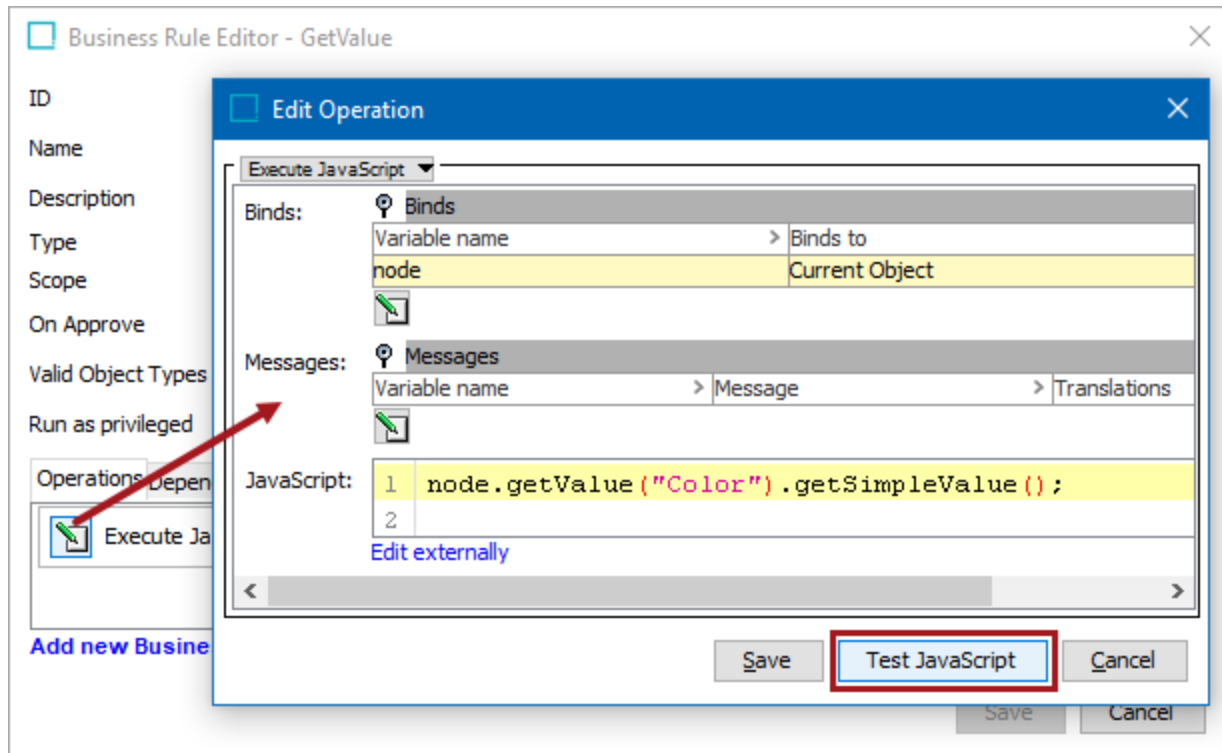 Business Rule Editor - GetValue
ID
Name
Description
Type
Scope
On Approve
Valid Object Types
Run as privileged
Operations
Execute Ja
Add new Busine
Edit Operation
Execute JavaScript
Binds: Binds
Variable name > Binds to
node Current Object
Messages: Messages
Variable name > Message > Translations
JavaScript: 1 node.getValue("Color").getSimpleValue();
2
Edit externally
Save Test JavaScript Cancel
Save Cancel